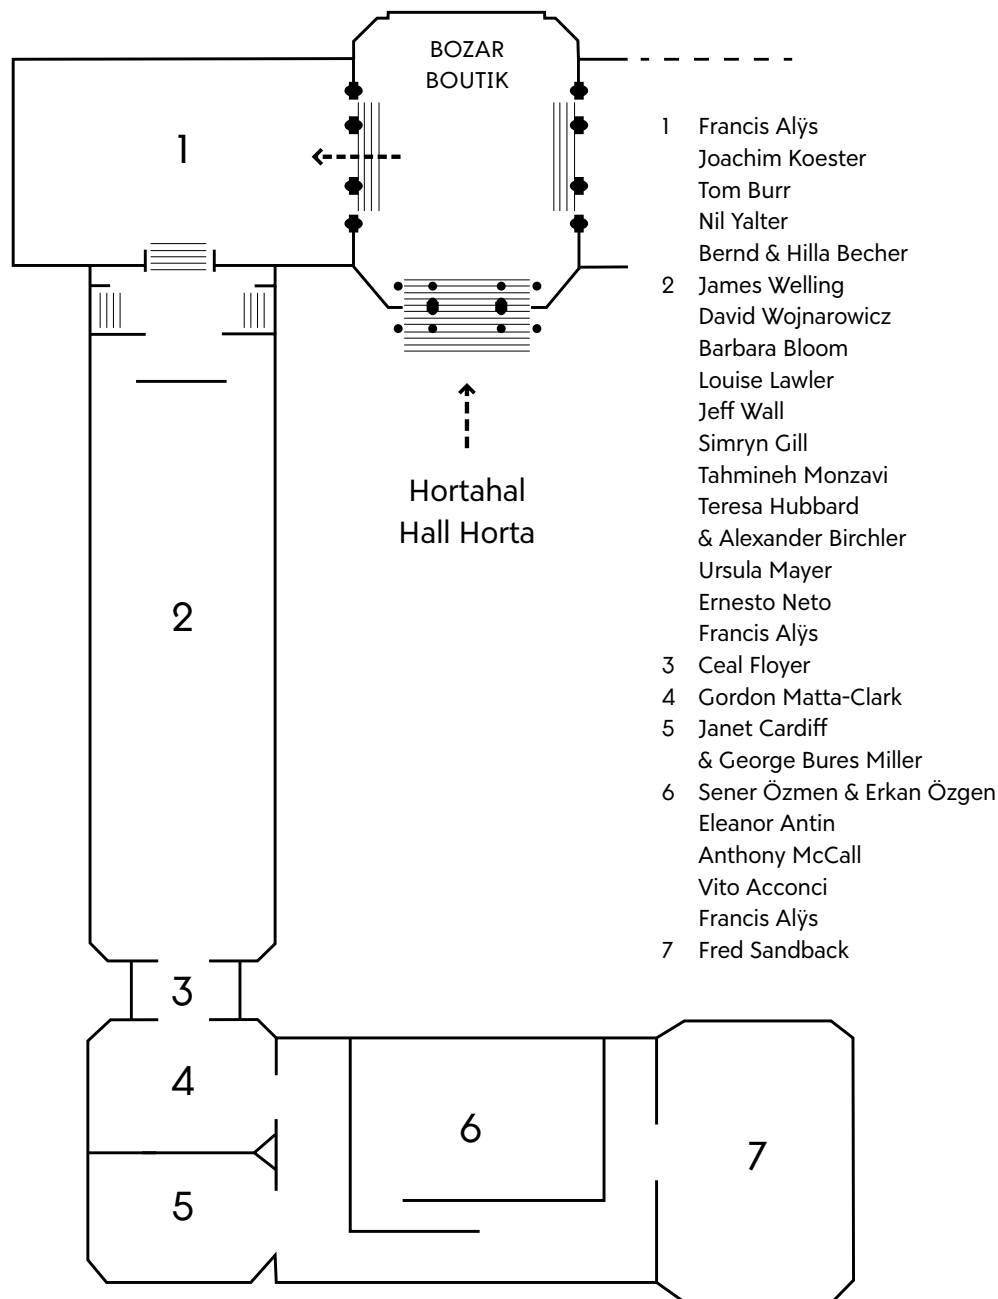 BOZAR
BOUTIK
1
Hortahal
Hall Horta
2
3
4
5
6
7
1 Francis Alÿs
Joachim Koester
Tom Burr
Nil Yalter
Bernd & Hilla Becher
2 James Welling
David Wojnarowicz
Barbara Bloom
Louise Lawler
Jeff Wall
Simryn Gill
Tahmineh Monzavi
Teresa Hubbard
& Alexander Birchler
Ursula Mayer
Ernesto Neto
Francis Alÿs
3 Ceal Floyer
4 Gordon Matta-Clark
5 Janet Cardiff
& George Bures Miller
6 Sener Özmen & Erkan Özgen
Eleanor Antin
Anthony McCall
Vito Acconci
Francis Alÿs
7 Fred Sandback